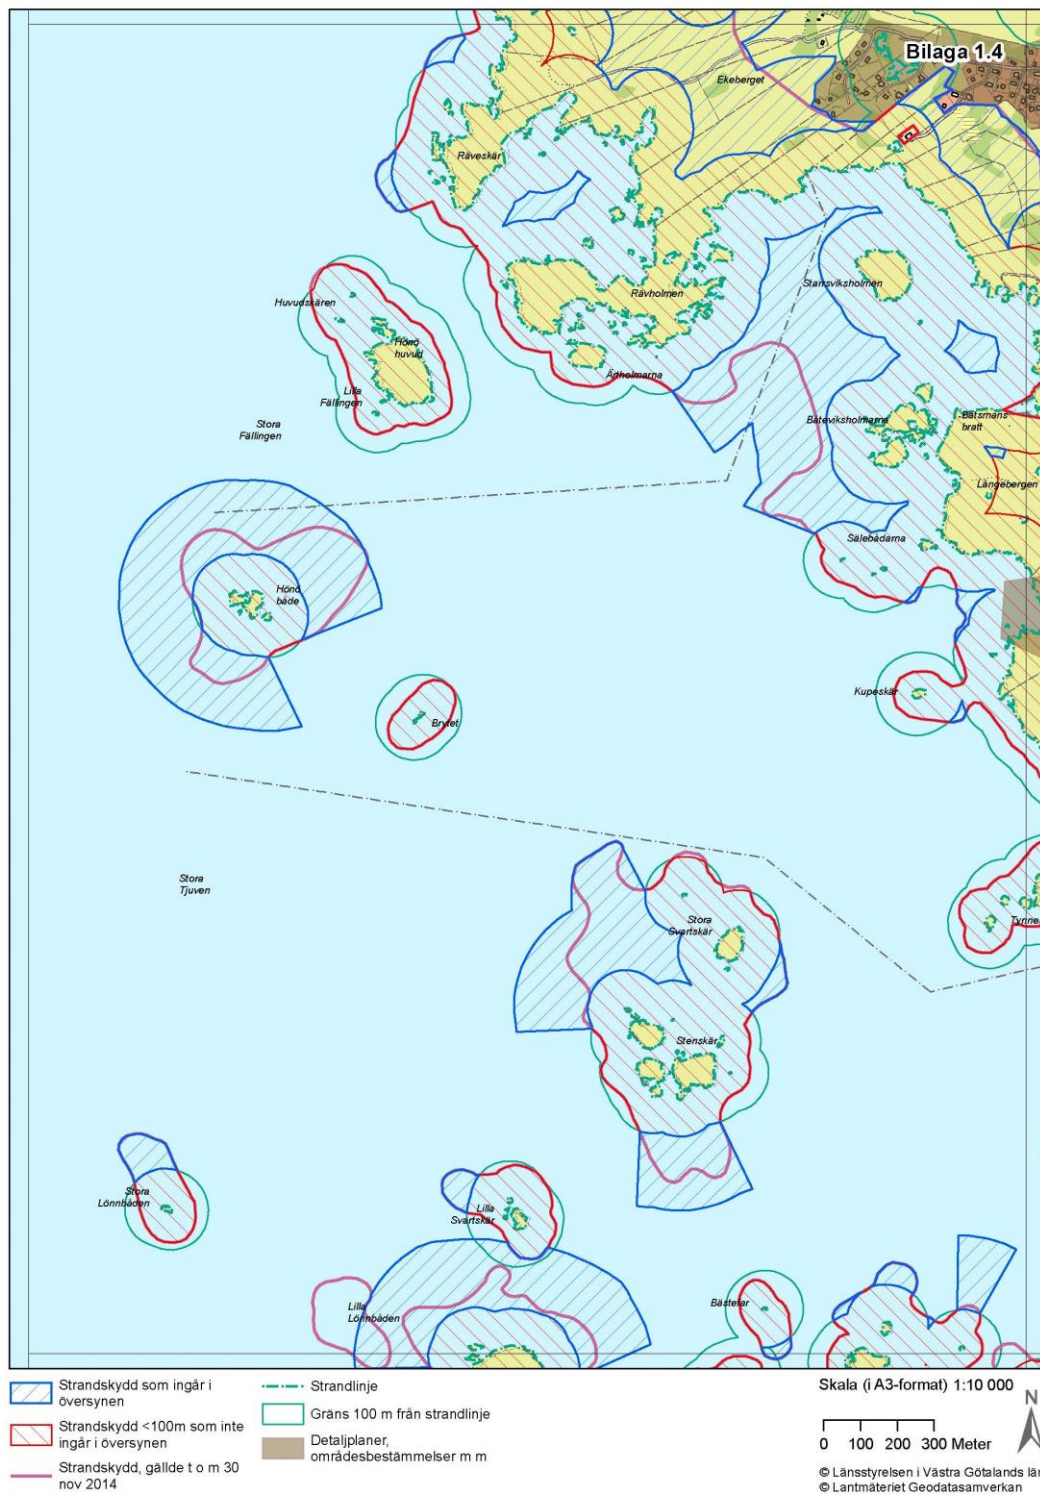 Bilaga 1.4
Ekeberget
Räveskär
Stansviksholmen
Huvudskären
Rävholmen
Hönö
huvud
Ärholmarna
Lilla
Fällingen
Stora
Fällingen
Båteviksholmarna
Båtsmans
bratt
Långebergen
Sälebådarna
Hönö
både
Kupeskär
Brytet
Stora
Tjuven
Stora
Svartskär
Stenskär
Stora
Lönnbåden
Lilla
Svartskär
Lilla
Lönnbåden
Strandskydd som ingår i
översynen
Strandskydd <100m som inte
ingår i översynen
Strandskydd, gällde t o m 30
nov 2014
Strandlinje
Gräns 100 m från strandlinje
Detaljplaner,
områdesbestämmelser m m
Skala (i A3-format) 1:10 000
N
0 100 200 300 Meter
© Länsstyrelsen i Västra Götalands län
© Lantmäteriet Geodatasamverkan